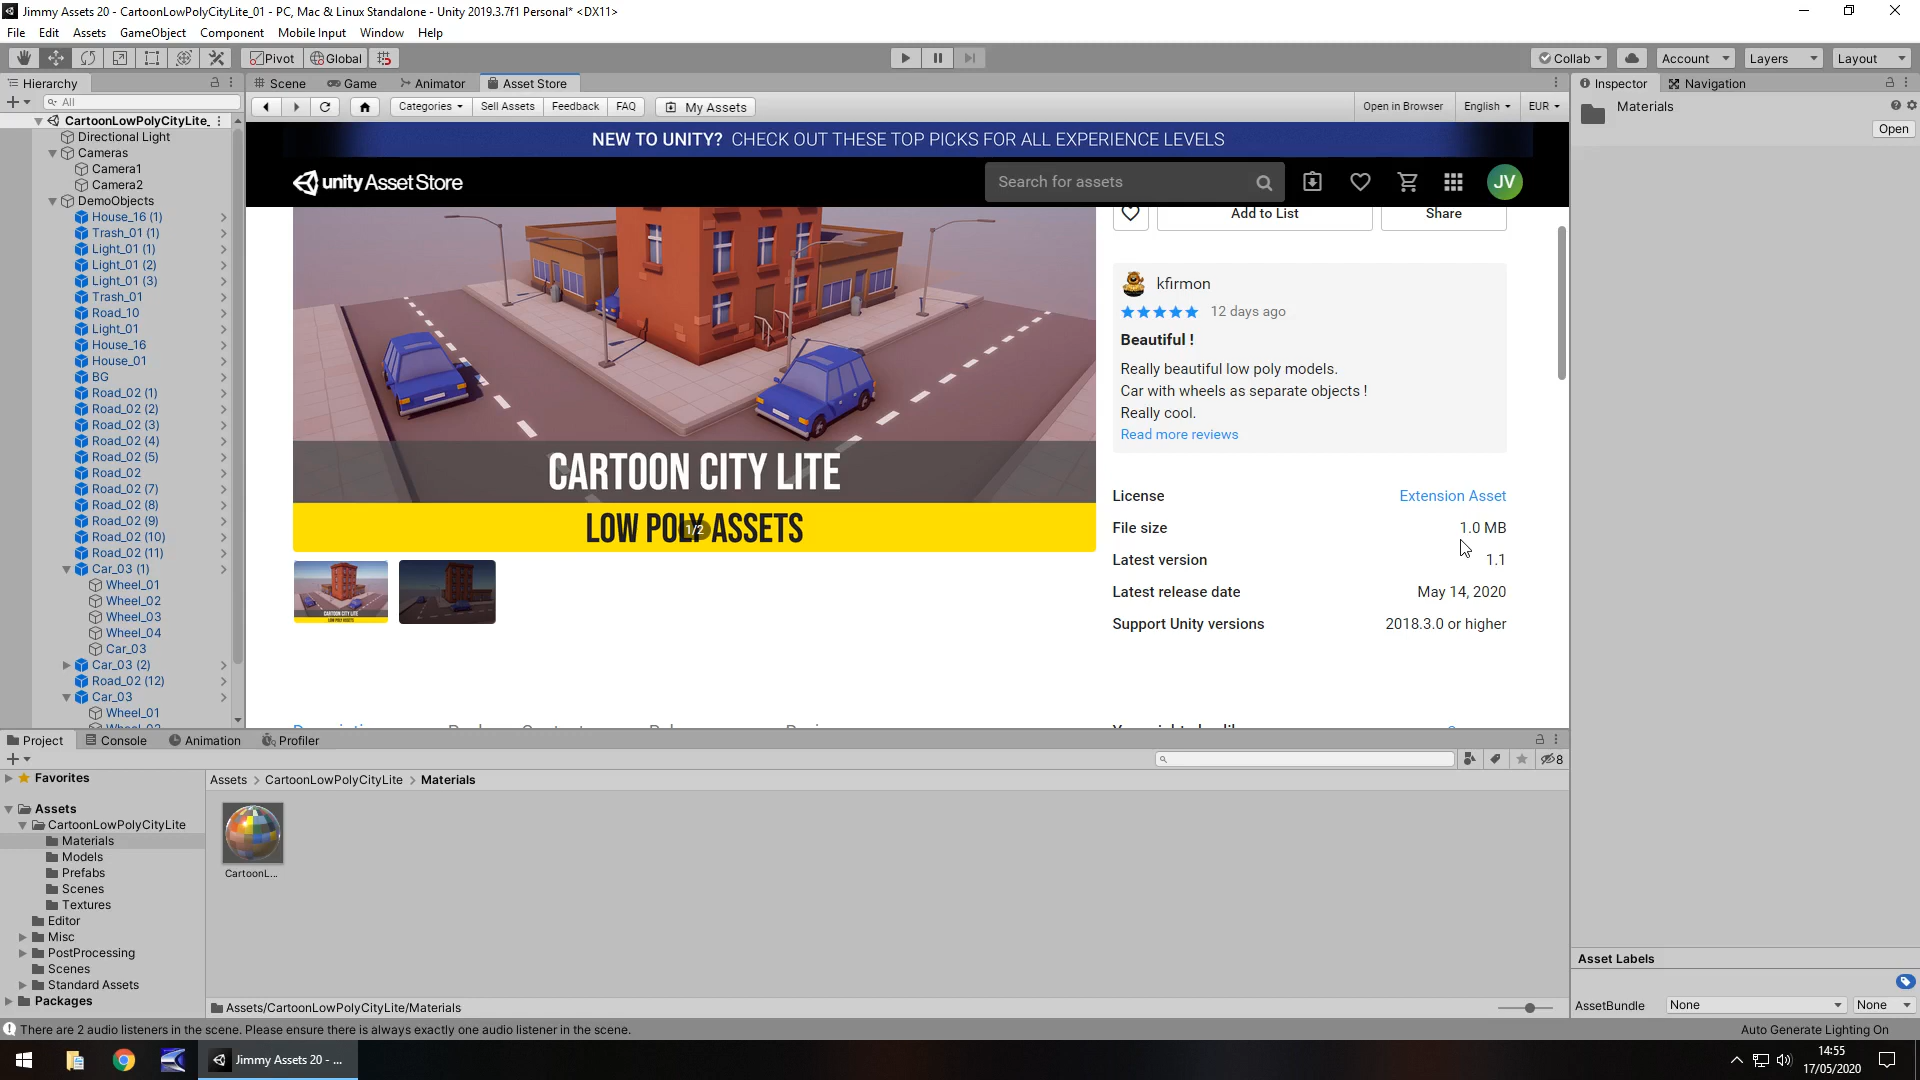 Jimmy Assets 20 - CartoonLowPolyCityLite_01 - PC, Mac & Linux Standalone - Unity 2019.3.7f1 Personal* <DX11>
File Edit Assets GameObject Component Mobile Input Window Help
Pivot Global Collab Account Layers Layout
Hierarchy
All
CartoonLowPolyCityLite_
Directional Light
Cameras
Camera1
Camera2
DemoObjects
House_16 (1)
Trash_01 (1)
Light_01 (1)
Light_01 (2)
Light_01 (3)
Trash_01
Road_10
Light_01
House_16
House_01
BG
Road_02 (1)
Road_02 (2)
Road_02 (3)
Road_02 (4)
Road_02 (5)
Road_02
Road_02 (7)
Road_02 (8)
Road_02 (9)
Road_02 (10)
Road_02 (11)
Car_03 (1)
Wheel_01
Wheel_02
Wheel_03
Wheel_04
Car_03
Car_03 (2)
Road_02 (12)
Car_03
Wheel_01
Scene Game Animator Asset Store
Categories Sell Assets Feedback FAQ My Assets Open in Browser English EUR
NEW TO UNITY? CHECK OUT THESE TOP PICKS FOR ALL EXPERIENCE LEVELS
unity Asset Store
Search for assets
JV
Add to List Share
kfirmon
12 days ago
Beautiful !
Really beautiful low poly models.
Car with wheels as separate objects !
Really cool.
Read more reviews
CARTOON CITY LITE
LOW POLY ASSETS
1/2
CARTOON CITY LITE
LOW POLY ASSETS
License Extension Asset
File size 1.0 MB
Latest version 1.1
Latest release date May 14, 2020
Support Unity versions 2018.3.0 or higher
Inspector Navigation
Materials
Open
Project Console Animation Profiler
8
Favorites
Assets
CartoonLowPolyCityLite
Materials
Models
Prefabs
Scenes
Textures
Editor
Misc
PostProcessing
Scenes
Standard Assets
Packages
Assets > CartoonLowPolyCityLite > Materials
CartoonL...
Assets/CartoonLowPolyCityLite/Materials
Asset Labels
AssetBundle None None
There are 2 audio listeners in the scene. Please ensure there is always exactly one audio listener in the scene.
Auto Generate Lighting On
Jimmy Assets 20 - ...
14:55
17/05/2020